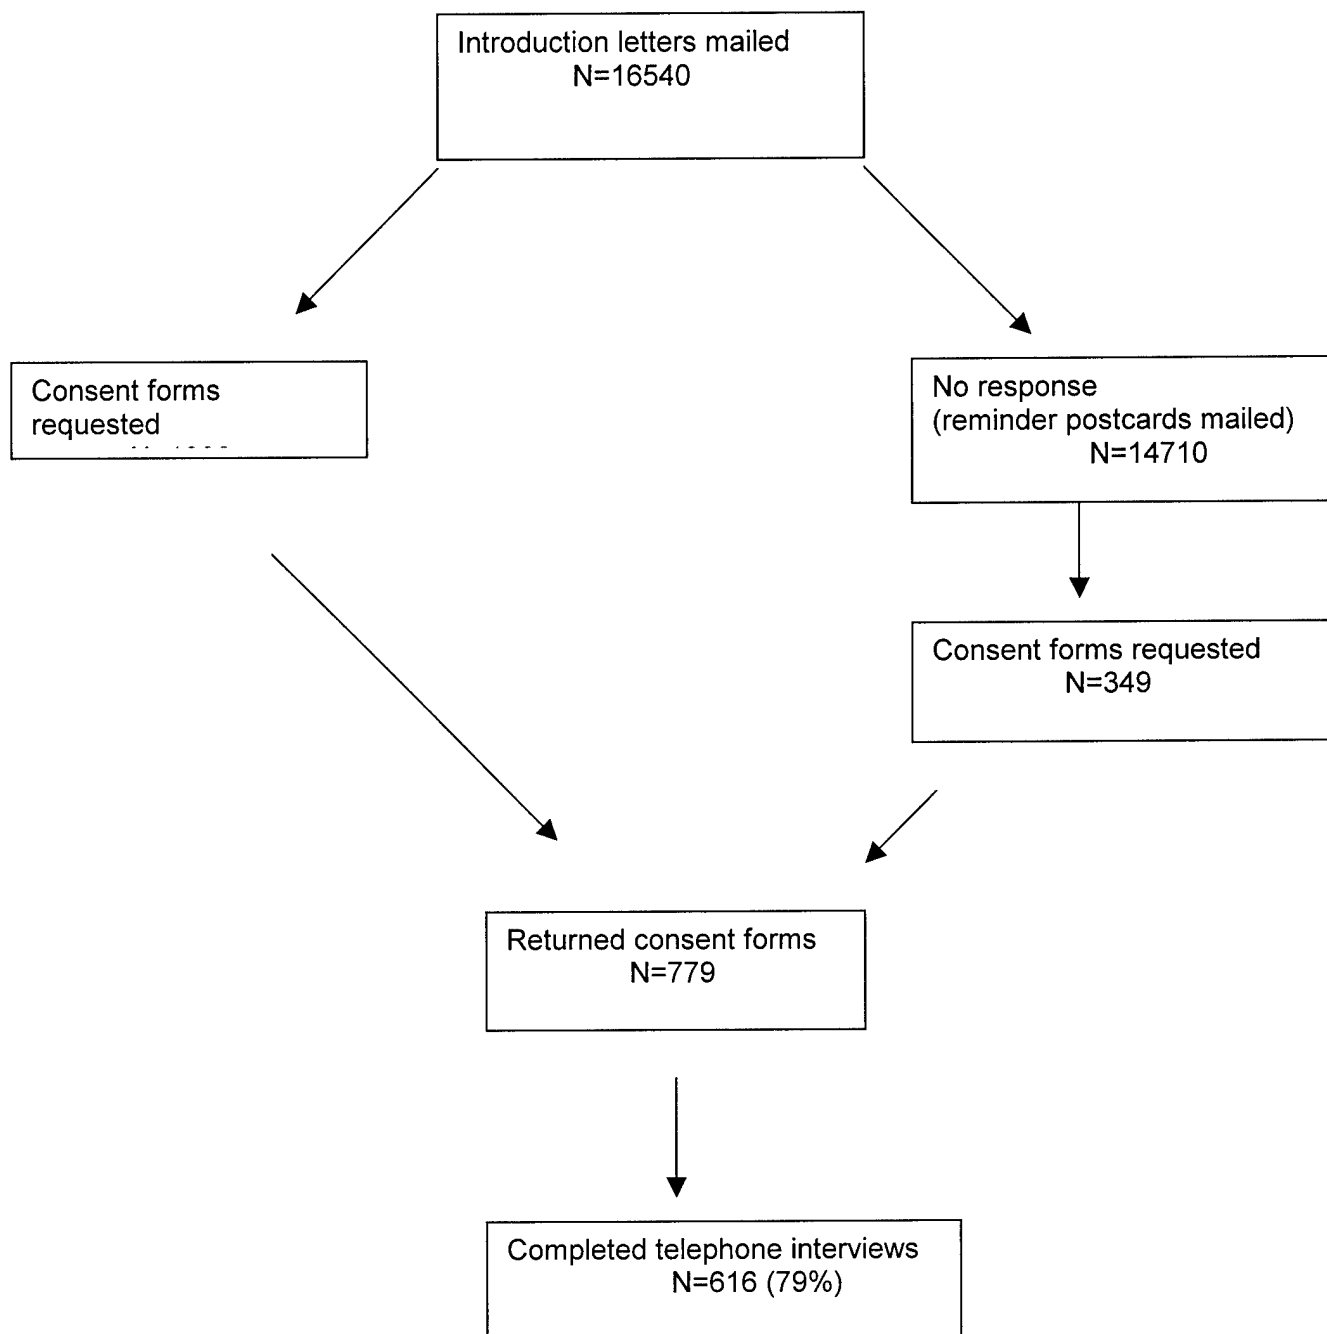 Introduction letters mailed
N=16540
Consent forms
requested
No response
(reminder postcards mailed)
N=14710
Consent forms requested
N=349
Returned consent forms
N=779
Completed telephone interviews
N=616 (79%)